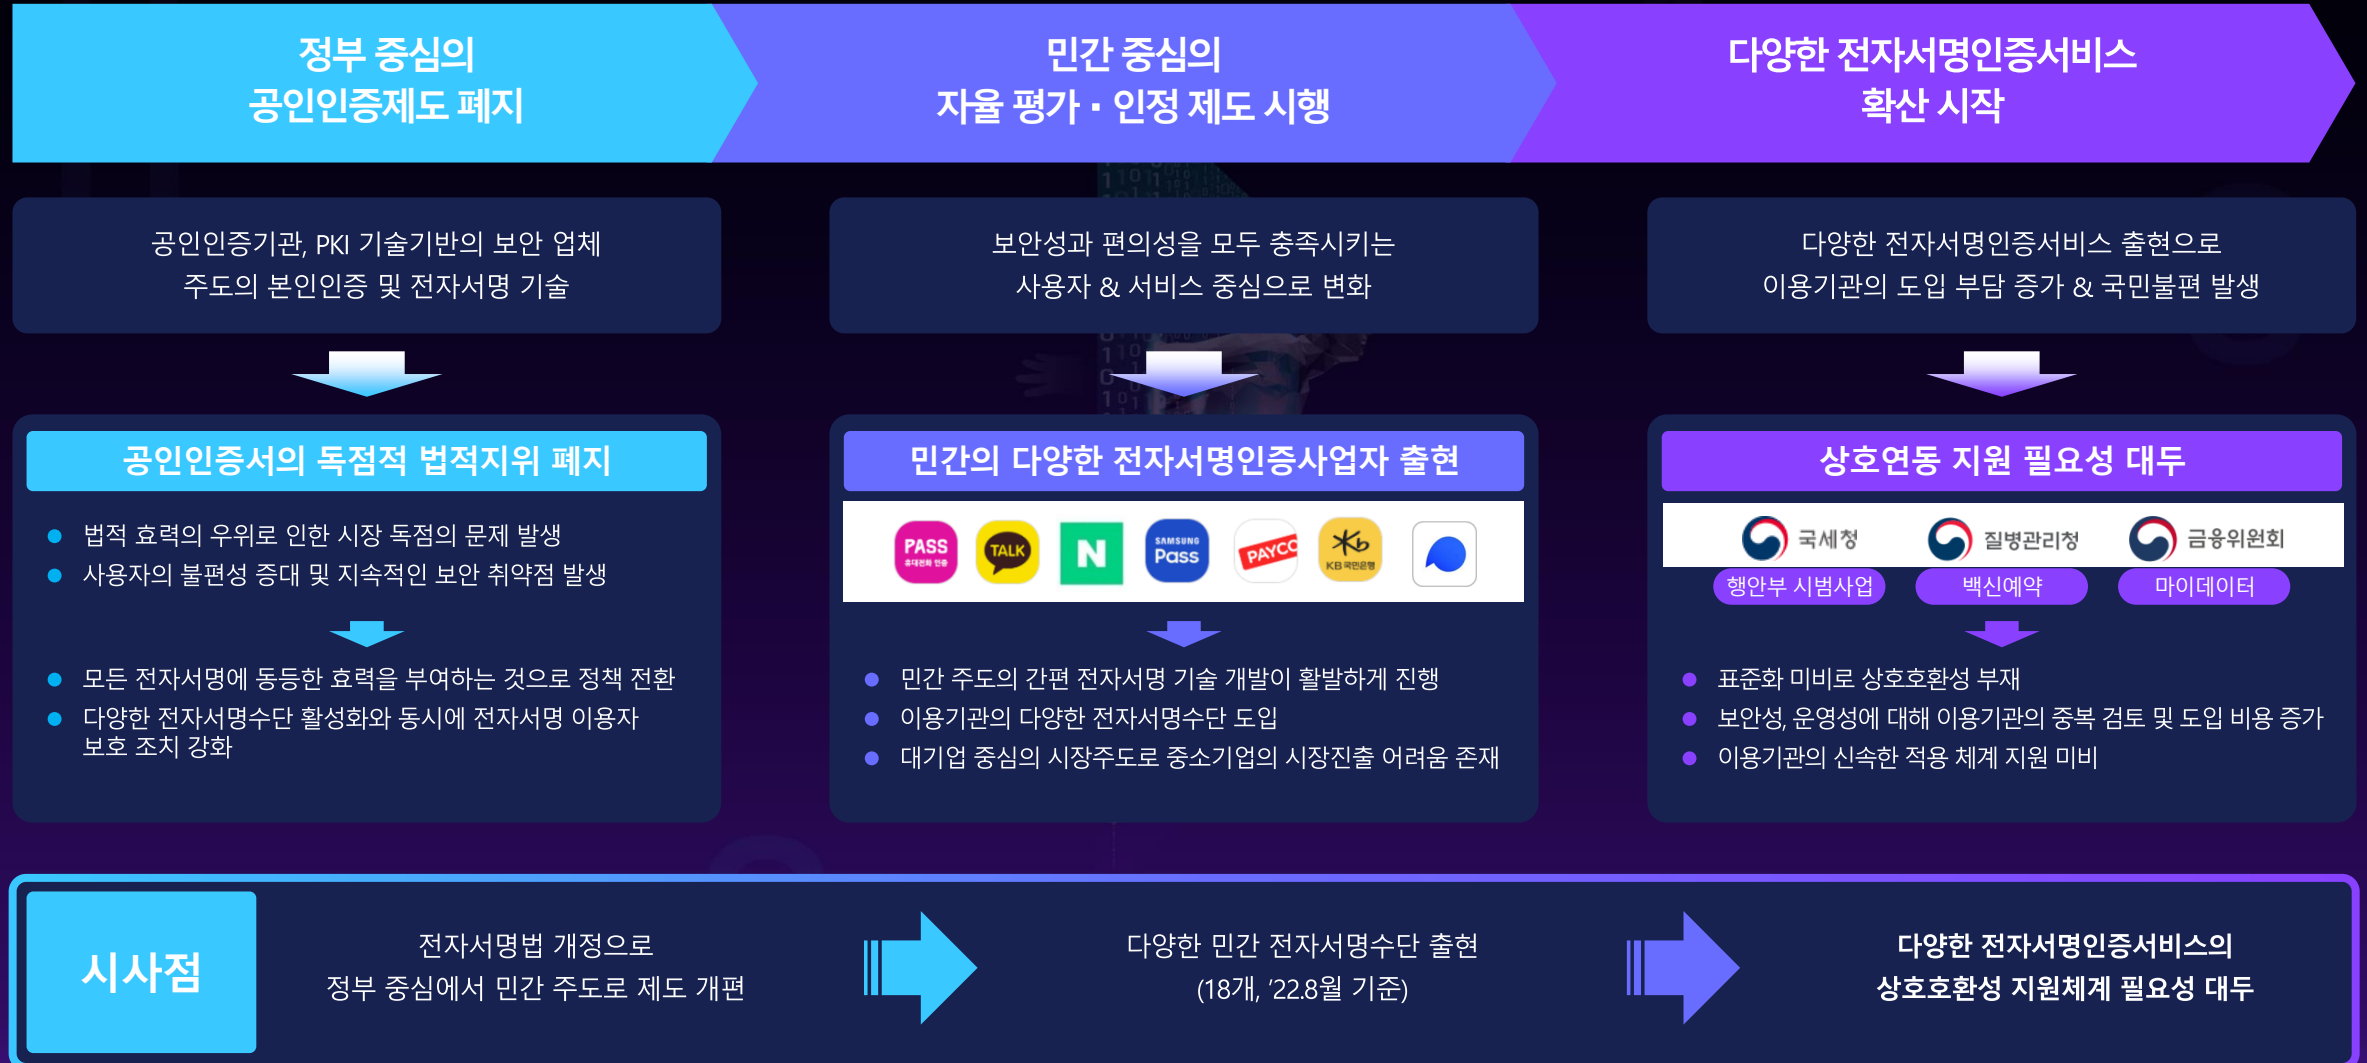 정부 중심의
공인인증제도 폐지
민간 중심의
자율 평가 · 인정 제도 시행
다양한 전자서명인증서비스
확산 시작
공인인증기관, PKI 기술기반의 보안 업체
주도의 본인인증 및 전자서명 기술
보안성과 편의성을 모두 충족시키는
사용자 & 서비스 중심으로 변화
다양한 전자서명인증서비스 출현으로
이용기관의 도입 부담 증가 & 국민불편 발생
공인인증서의 독점적 법적지위 폐지
법적 효력의 우위로 인한 시장 독점의 문제 발생
사용자의 불편성 증대 및 지속적인 보안 취약점 발생
모든 전자서명에 동등한 효력을 부여하는 것으로 정책 전환
다양한 전자서명수단 활성화와 동시에 전자서명 이용자
보호 조치 강화
민간의 다양한 전자서명인증사업자 출현
PASS
휴대전화 인증
TALK
N
SAMSUNG
Pass
PAYCO
Kb
KB국민은행
민간 주도의 간편 전자서명 기술 개발이 활발하게 진행
이용기관의 다양한 전자서명수단 도입
대기업 중심의 시장주도로 중소기업의 시장진출 어려움 존재
상호연동 지원 필요성 대두
국세청
질병관리청
금융위원회
행안부 시범사업
백신예약
마이데이터
표준화 미비로 상호호환성 부재
보안성, 운영성에 대해 이용기관의 중복 검토 및 도입 비용 증가
이용기관의 신속한 적용 체계 지원 미비
시사점
전자서명법 개정으로
정부 중심에서 민간 주도로 제도 개편
다양한 민간 전자서명수단 출현
(18개, ’22.8월 기준)
다양한 전자서명인증서비스의
상호호환성 지원체계 필요성 대두